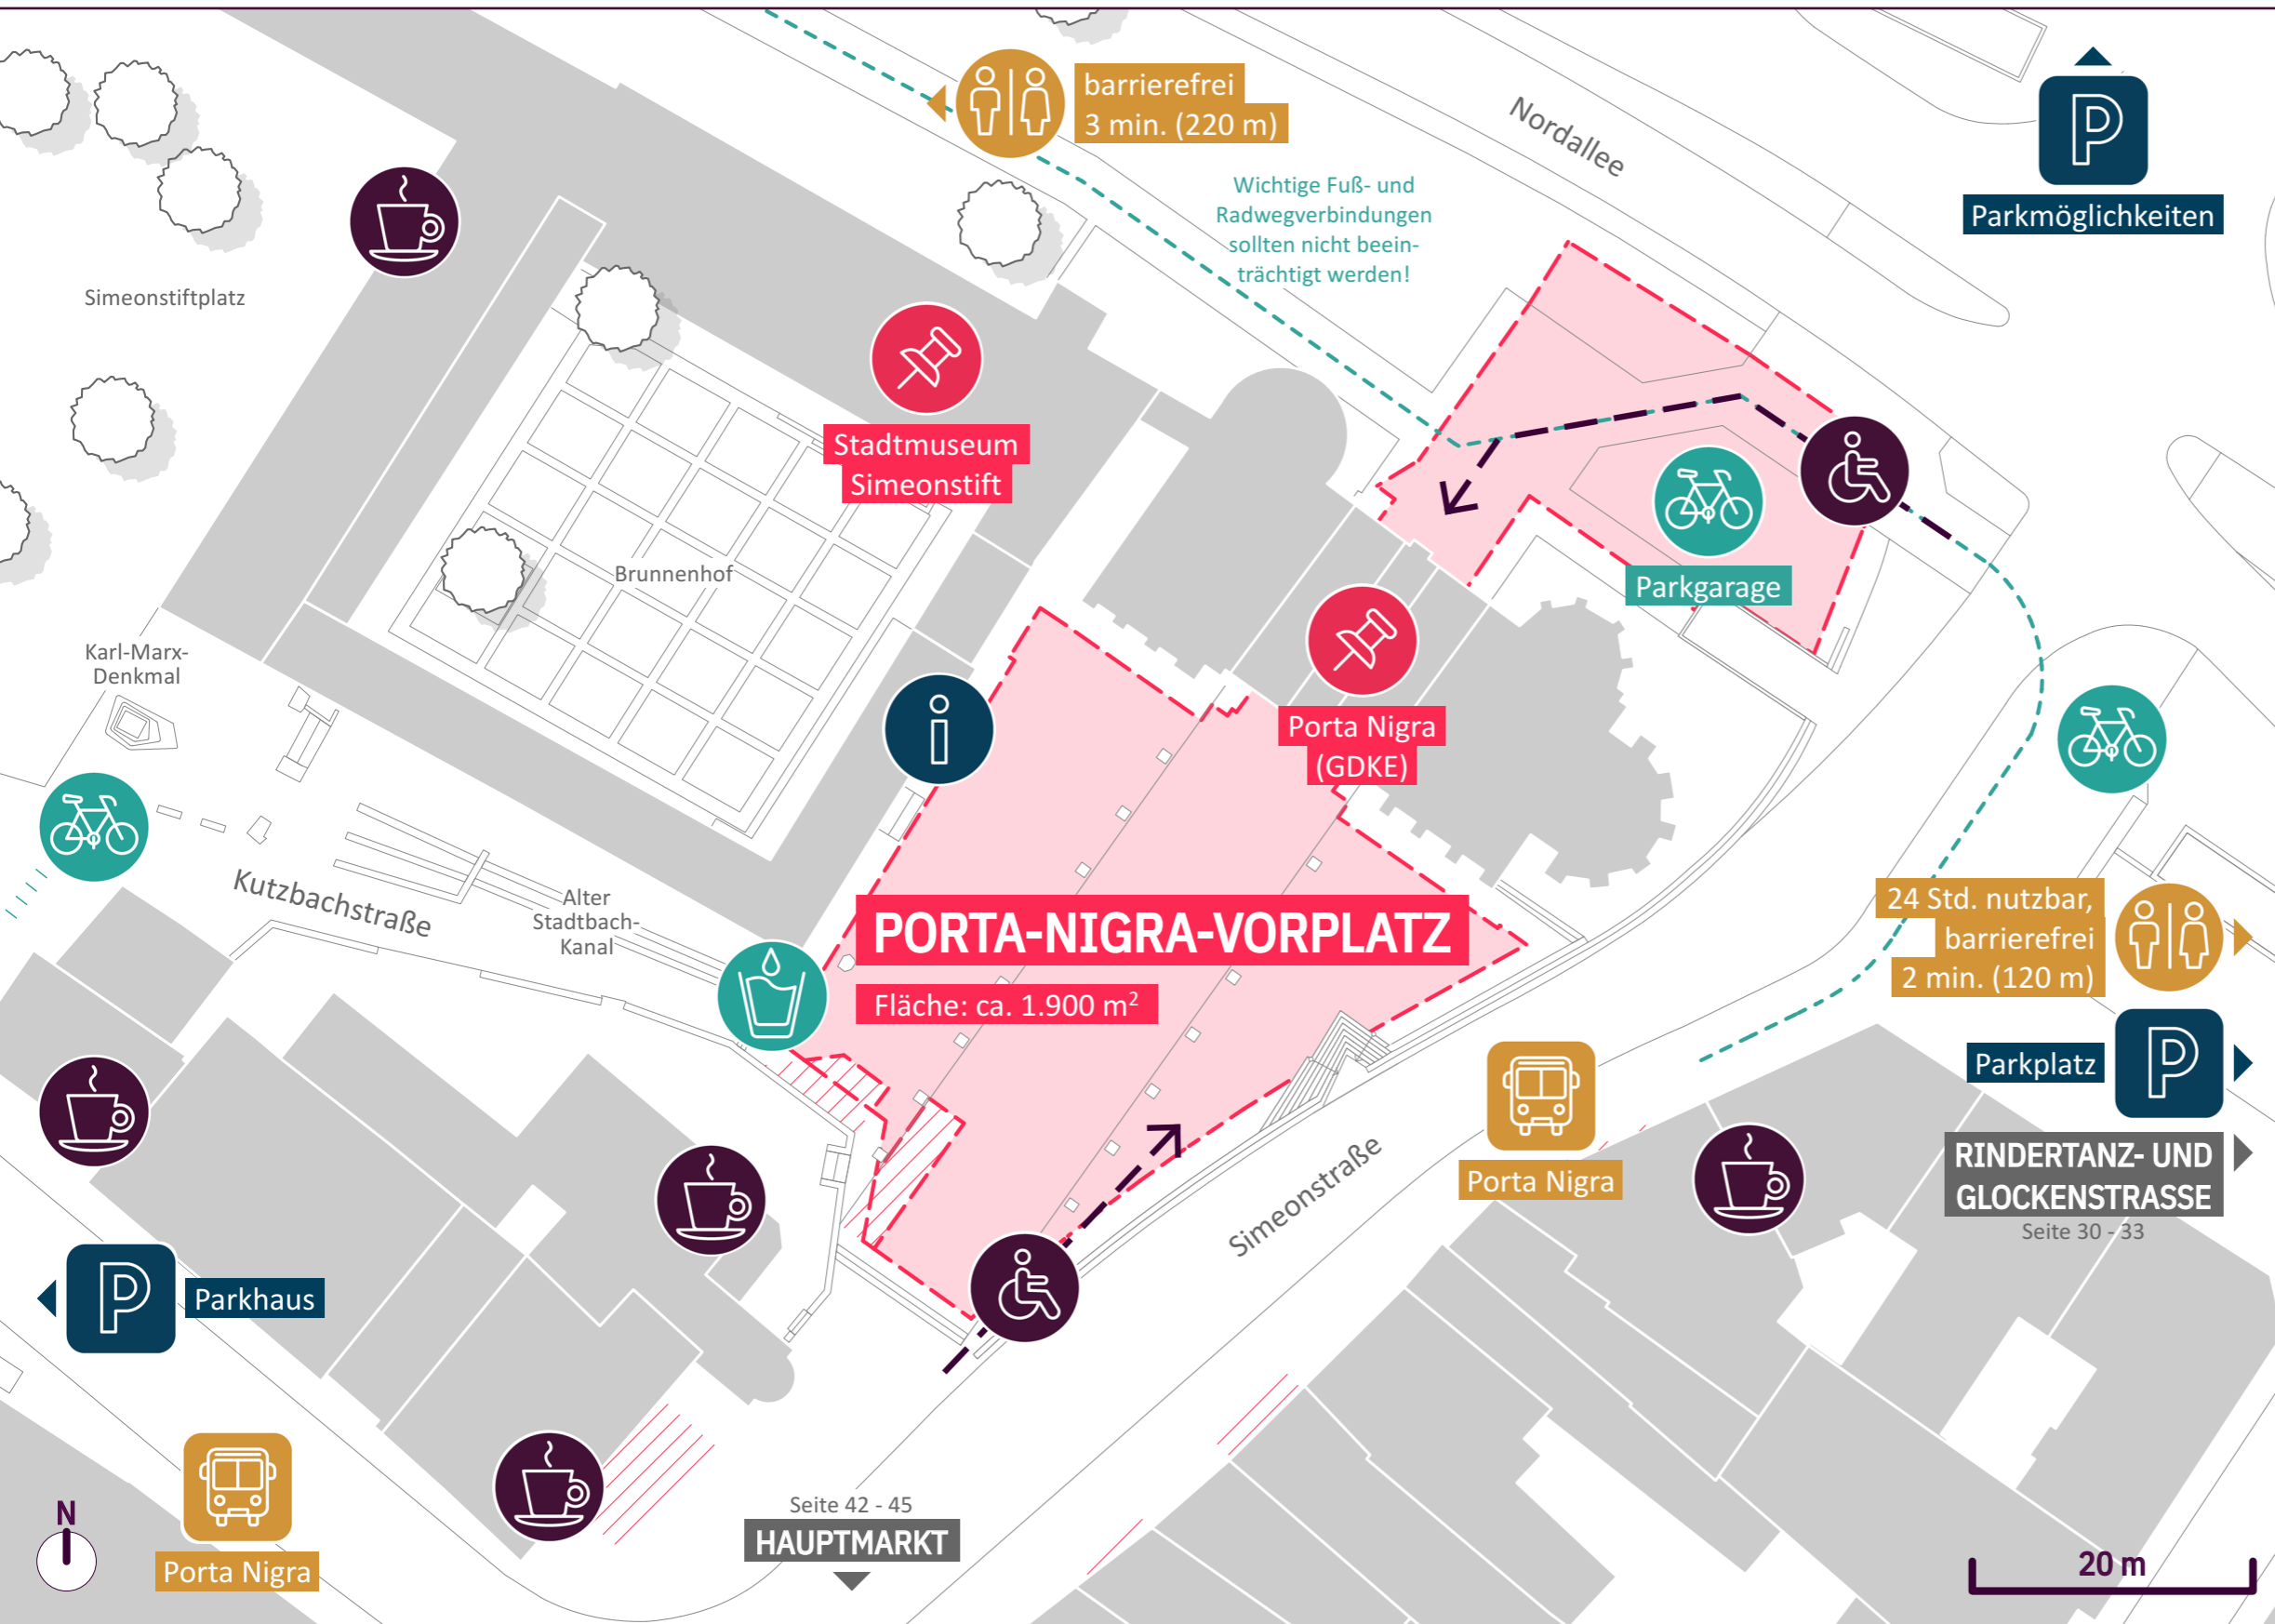 barrierefrei
3 min. (220 m)
Nordallee
P
Parkmöglichkeiten
Wichtige Fuß- und
Radwegverbindungen
sollten nicht beein-
trächtigt werden!
Simeonstiftplatz
Stadtmuseum
Simeonstift
Brunnenhof
Parkgarage
Karl-Marx-
Denkmal
i
Porta Nigra
(GDKE)
Kutzbachstraße
Alter
Stadtbach-
Kanal
PORTA-NIGRA-VORPLATZ
Fläche: ca. 1.900 m²
24 Std. nutzbar,
barrierefrei
2 min. (120 m)
Parkplatz
P
Porta Nigra
Simeonstraße
RINDERTANZ- UND
GLOCKENSTRASSE
Seite 30 - 33
P
Parkhaus
N
Porta Nigra
Seite 42 - 45
HAUPTMARKT
20 m